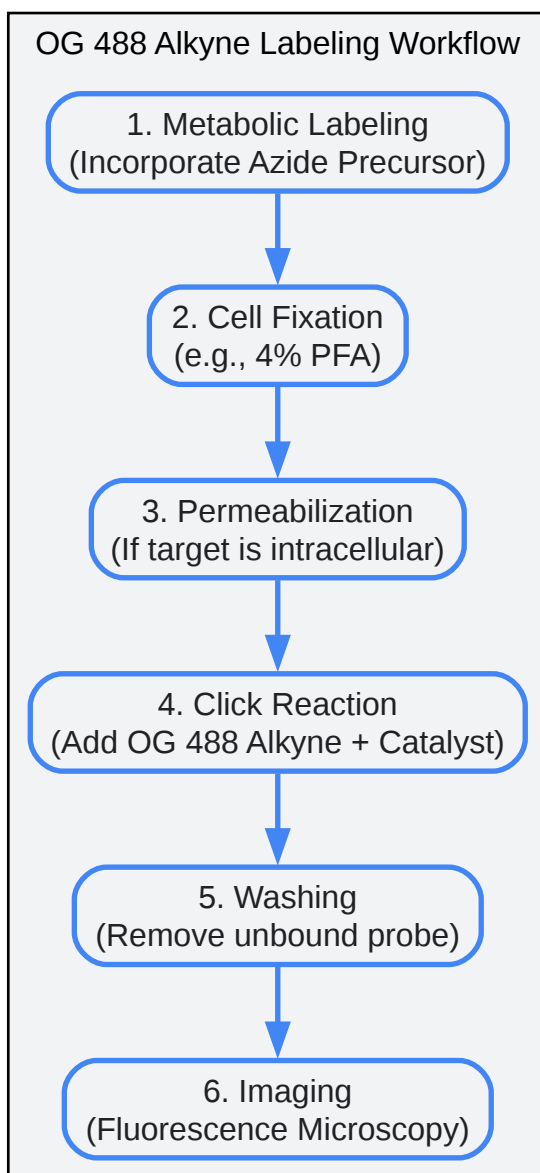 OG 488 Alkyne Labeling Workflow
1. Metabolic Labeling
(Incorporate Azide Precursor)
2. Cell Fixation
(e.g., 4% PFA)
3. Permeabilization
(If target is intracellular)
4. Click Reaction
(Add OG 488 Alkyne + Catalyst)
5. Washing
(Remove unbound probe)
6. Imaging
(Fluorescence Microscopy)